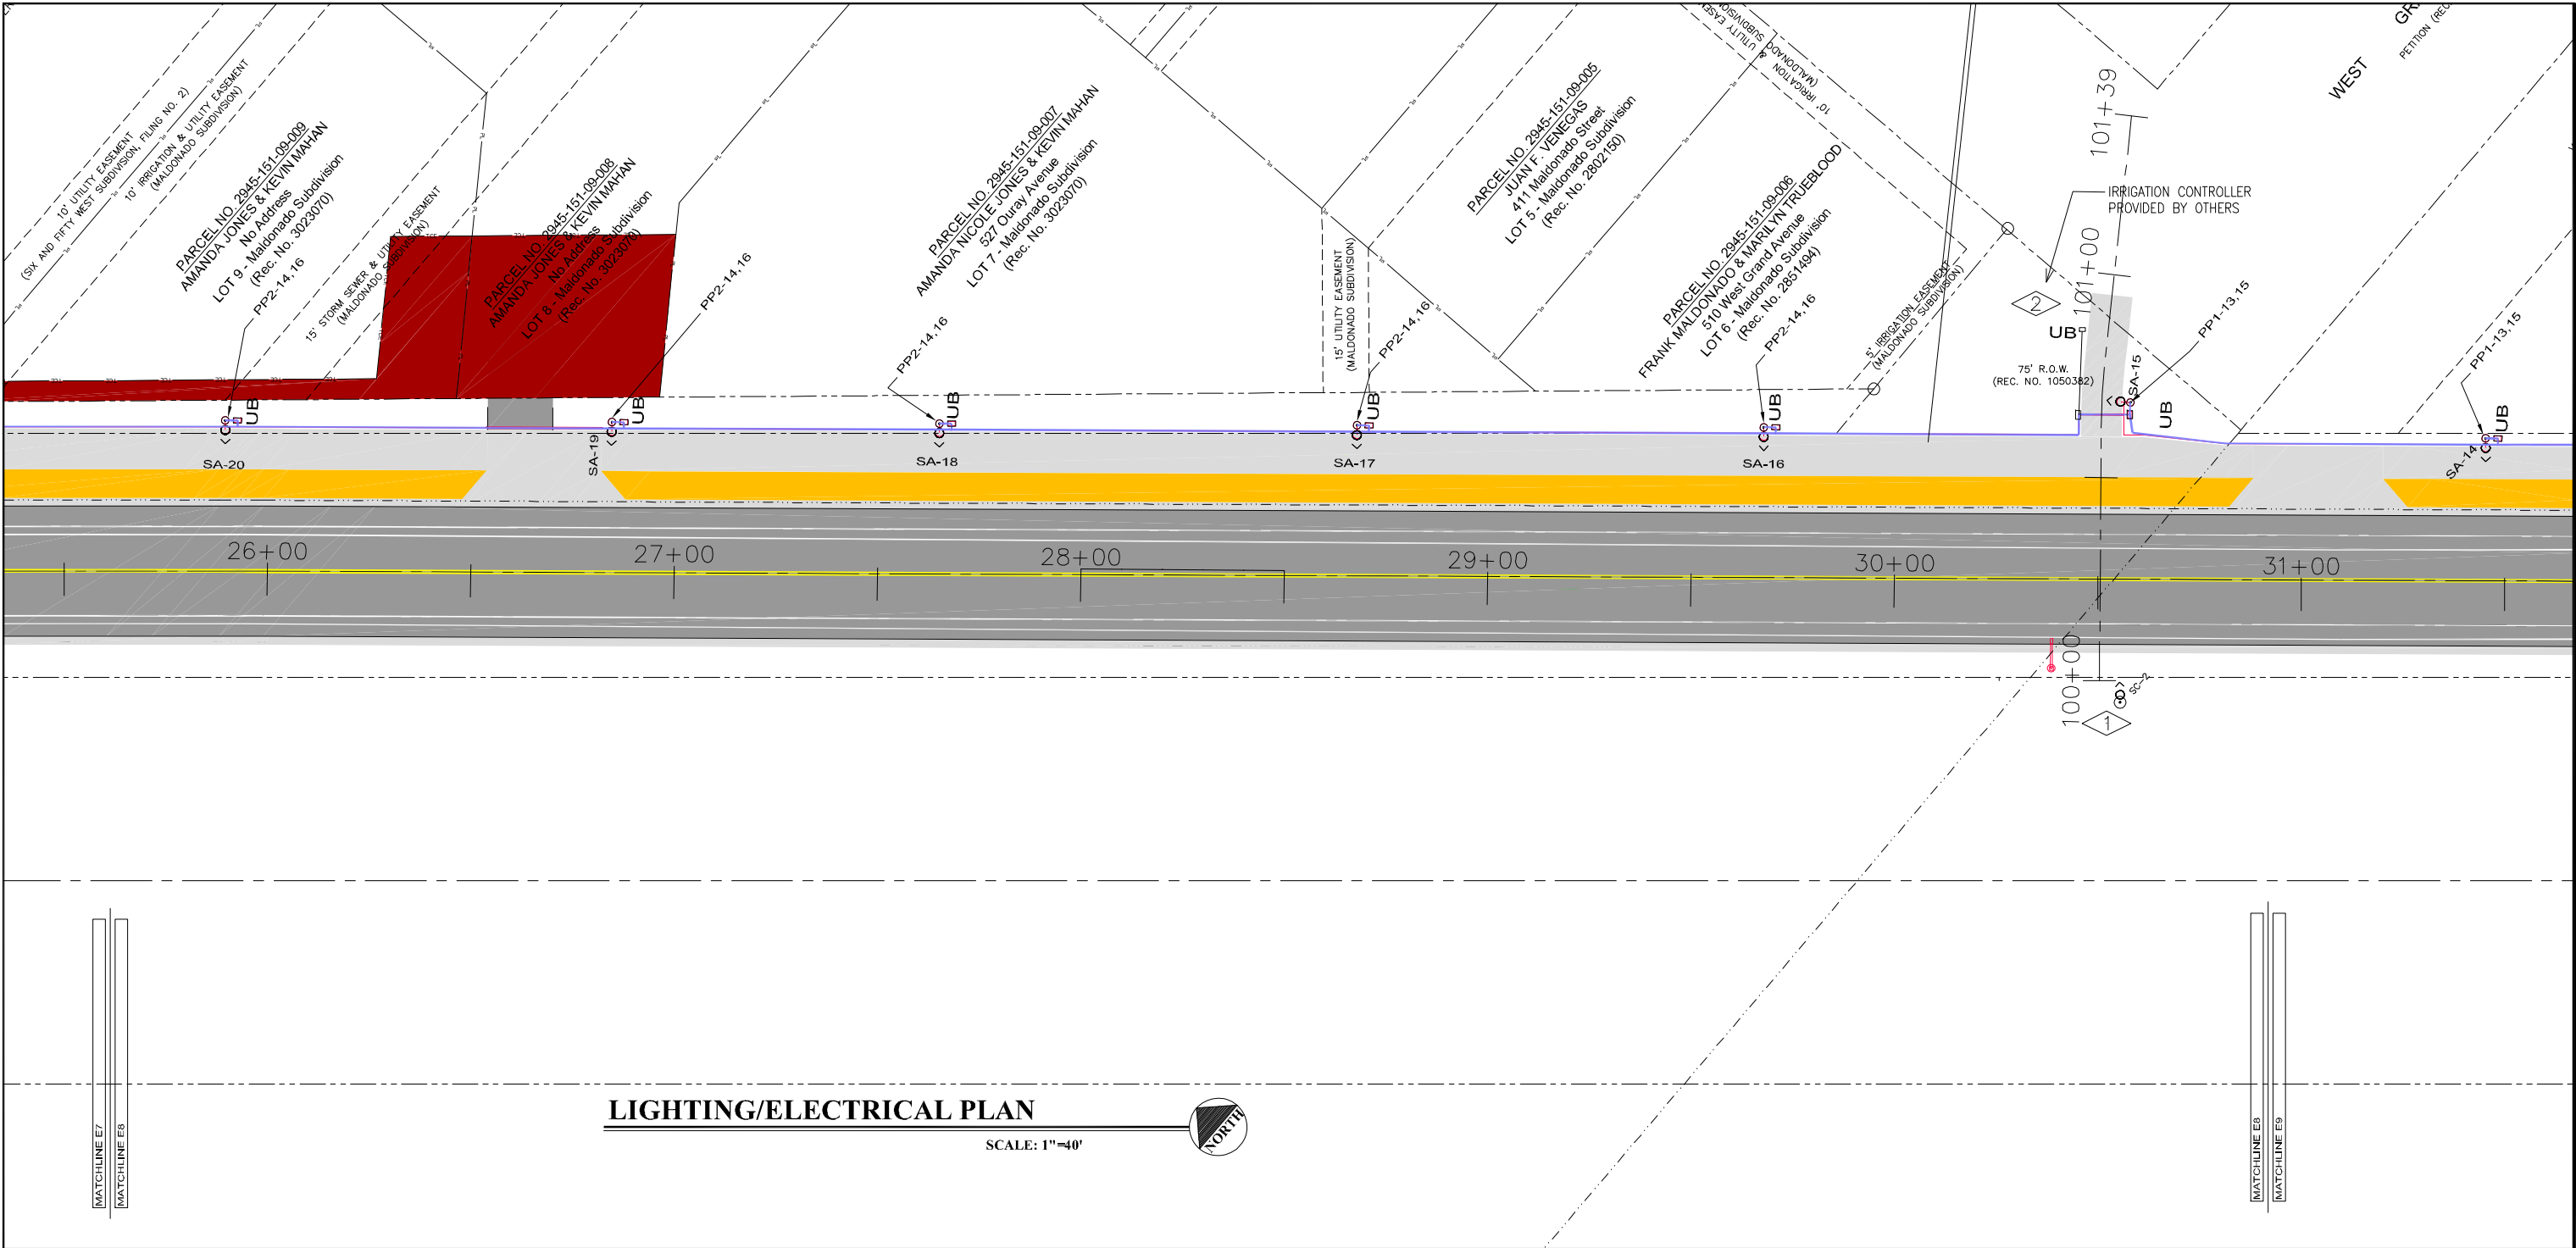 10' UTILITY EASEMENT
(SIX AND FIFTY WEST SUBDIVISION, FILING NO. 2)
10' IRRIGATION & UTILITY EASEMENT
(MALDONADO SUBDIVISION)
PARCEL NO. 2945-151-09-009
AMANDA JONES & KEVIN MAHAN
No Address
LOT 9 - Maldonado Subdivision
(Rec. No. 3023070)
PP2-14,16
15' STORM SEWER & UTILITY EASEMENT
(MALDONADO SUBDIVISION)
PARCEL NO. 2945-151-09-008
AMANDA JONES & KEVIN MAHAN
No Address
LOT 8 - Maldonado Subdivision
(Rec. No. 3023070)
PP2-14,16
PARCEL NO. 2945-151-09-007
AMANDA NICOLE JONES & KEVIN MAHAN
527 Ouray Avenue
LOT 7 - Maldonado Subdivision
(Rec. No. 3023070)
PP2-14,16
15' UTILITY EASEMENT
(MALDONADO SUBDIVISION)
PP2-14,16
PARCEL NO. 2945-151-09-005
JUAN F. VENEGAS
411 Maldonado Street
LOT 5 - Maldonado Subdivision
(Rec. No. 2802150)
PARCEL NO. 2945-151-09-006
FRANK MALDONADO & MARILYN TRUEBLOOD
510 West Grand Avenue
LOT 6 - Maldonado Subdivision
(Rec. No. 2851494)
PP2-14,16
10' IRRIGATION & UTILITY
(MALDONADO
5' IRRIGATION EASEMENT
(MALDONADO SUBDIVISION)
IRRIGATION CONTROLLER
PROVIDED BY OTHERS
101+39
101+00
2
WEST
PETITION
75' R.O.W.
(REC. NO. 1050382)
PP1-13,15
PP1-13,15
UB
UB
UB
UB
UB
UB
UB
UB
SA-20
SA-19
SA-18
SA-17
SA-16
SA-15
SA-14
26+00
27+00
28+00
29+00
30+00
31+00
100+00
SC-2
1
MATCHLINE E7
MATCHLINE E8
MATCHLINE E8
MATCHLINE E9
LIGHTING/ELECTRICAL PLAN
SCALE: 1"=40'
NORTH